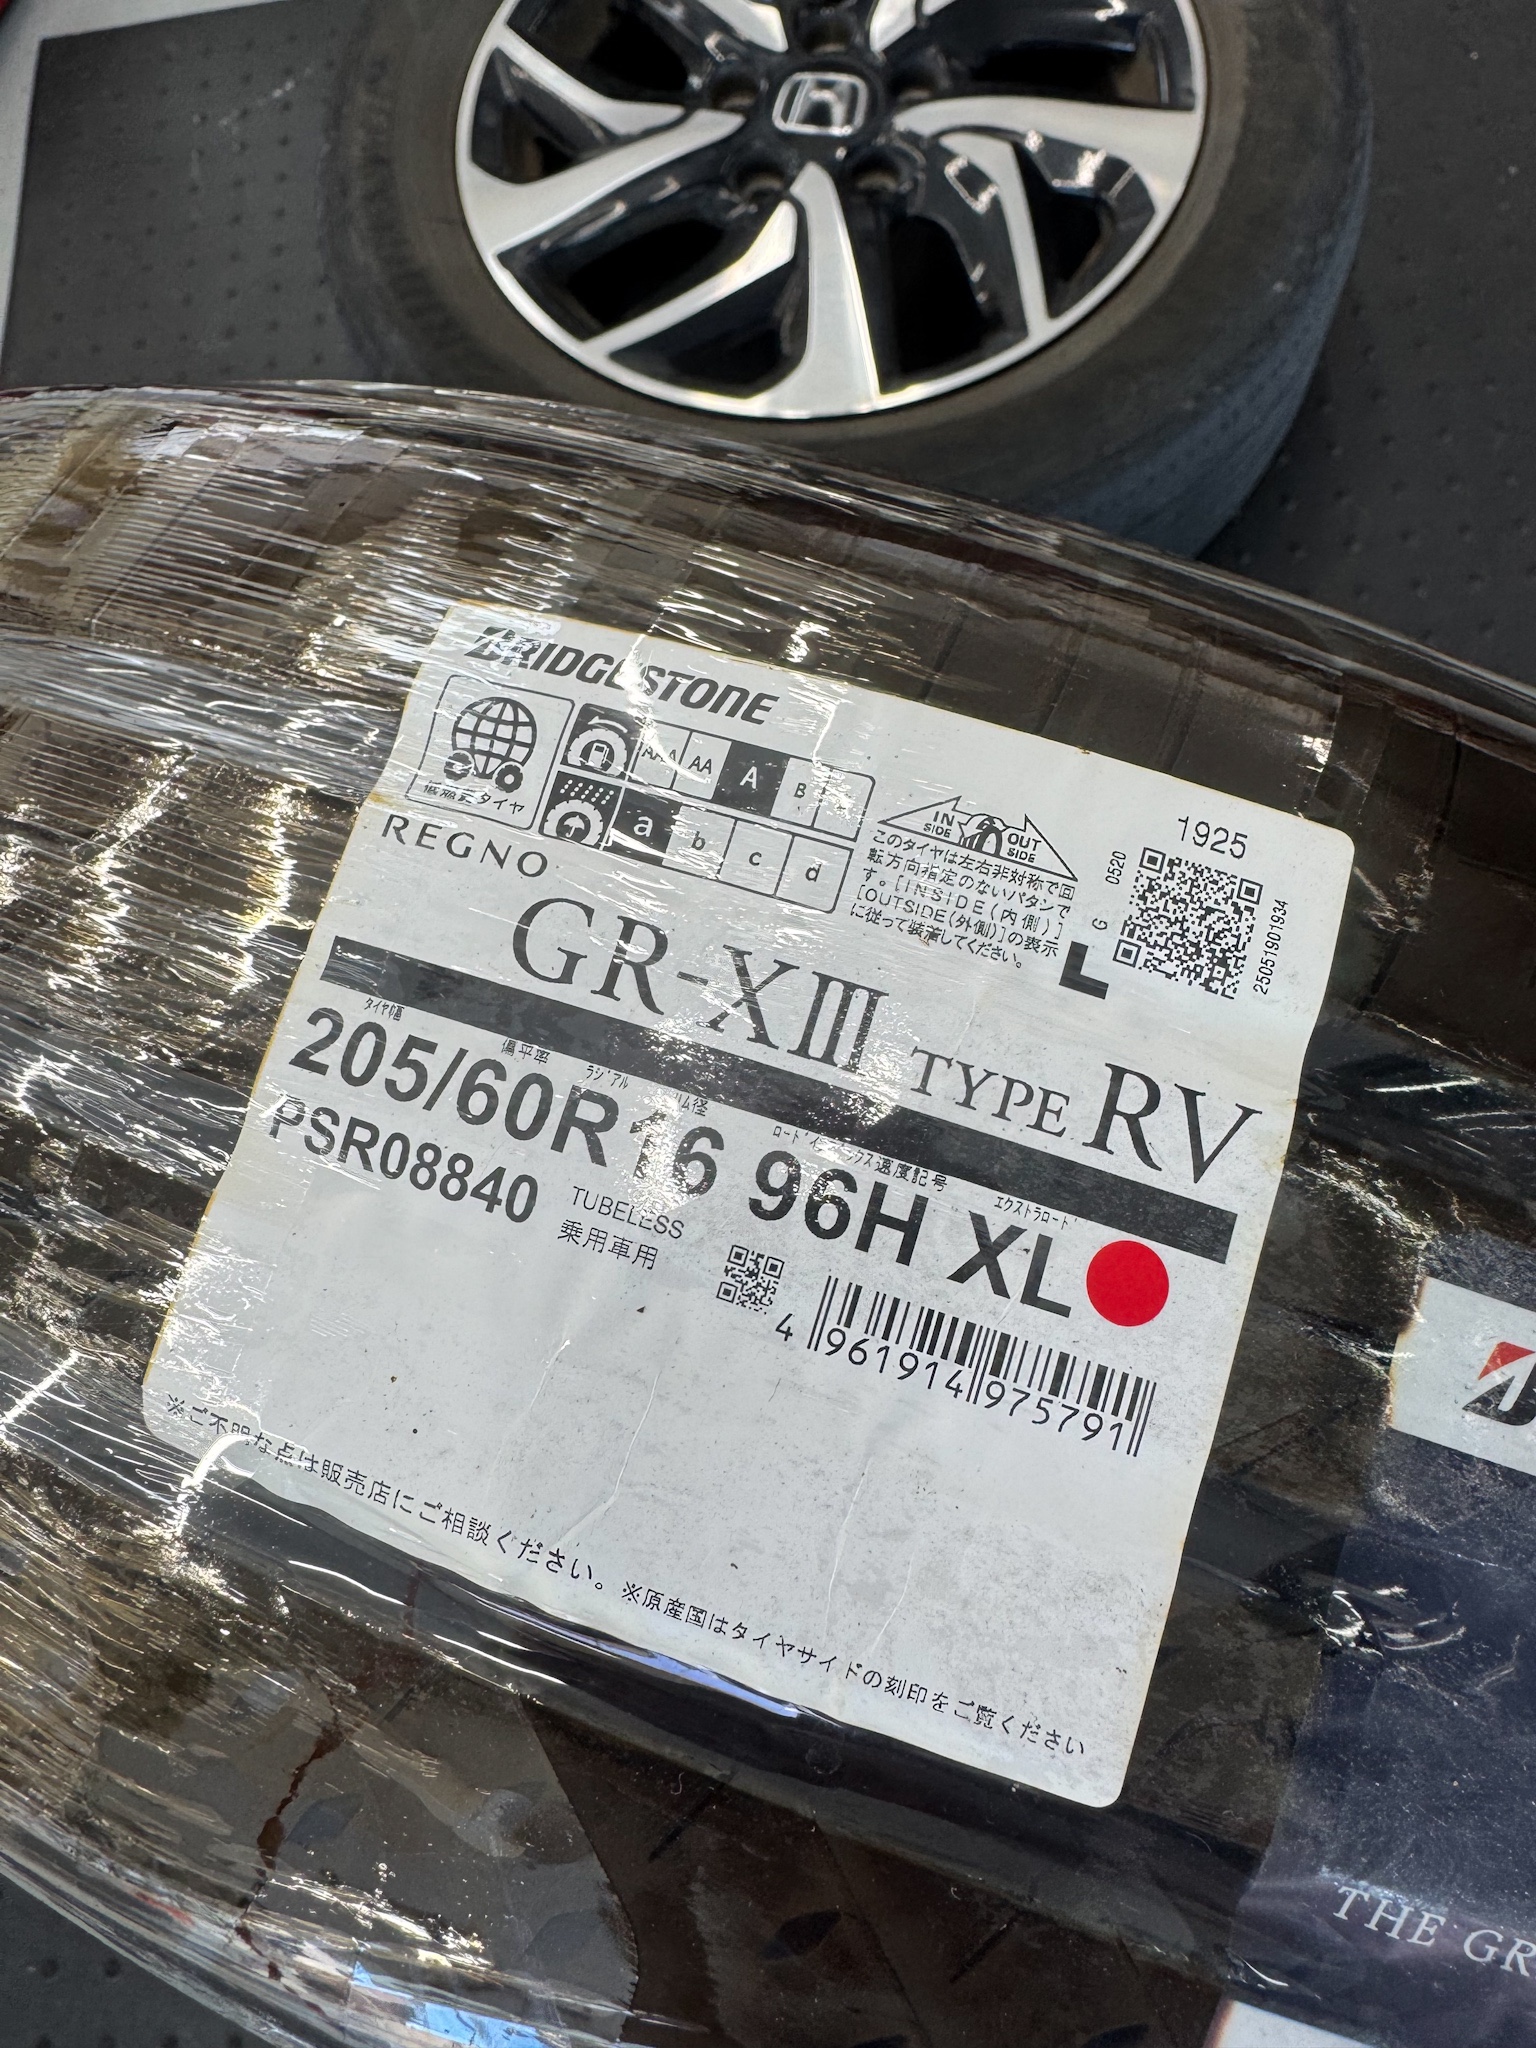 BRIDGESTONE
低燃費タイヤ
AAA AA A B
a b c d
IN SIDE
OUT SIDE
このタイヤは左右非対称で回
転方向指定のないパタンで
す。[INSIDE(内側)]
[OUTSIDE(外側)]の表示
に従って装着してください。
1925
0520
G
L
25051901934
REGNO
GR-XⅢ TYPE RV
タイヤ幅 偏平率 ラジアル リム径 ロードインデックス 速度記号 エクストラロード
205/60R16 96H XL
PSR08840
TUBELESS
乗用車用
4 961914 975791
※ご不明な点は販売店にご相談ください。※原産国はタイヤサイドの刻印をご覧ください
THE GR